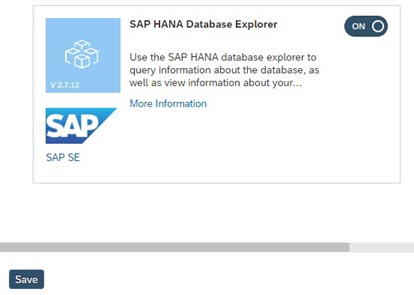 SAP HANA Database Explorer
ON
Use the SAP HANA database explorer to
query information about the database, as
well as view information about your...
V 2.7.12
More Information
SAP
SAP SE
Save